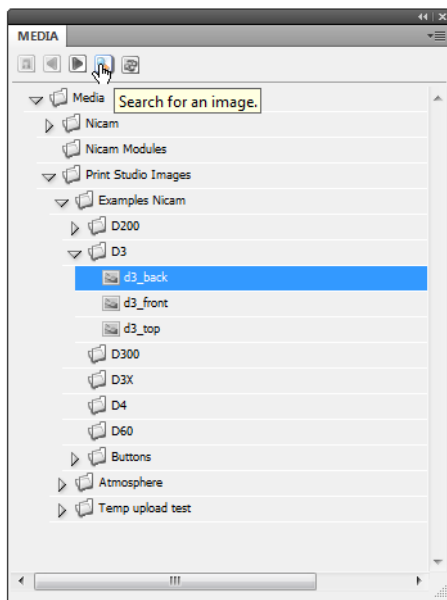 MEDIA
Search for an image.
Media
Nicam
Nicam Modules
Print Studio Images
Examples Nicam
D200
D3
d3_back
d3_front
d3_top
D300
D3X
D4
D60
Buttons
Atmosphere
Temp upload test